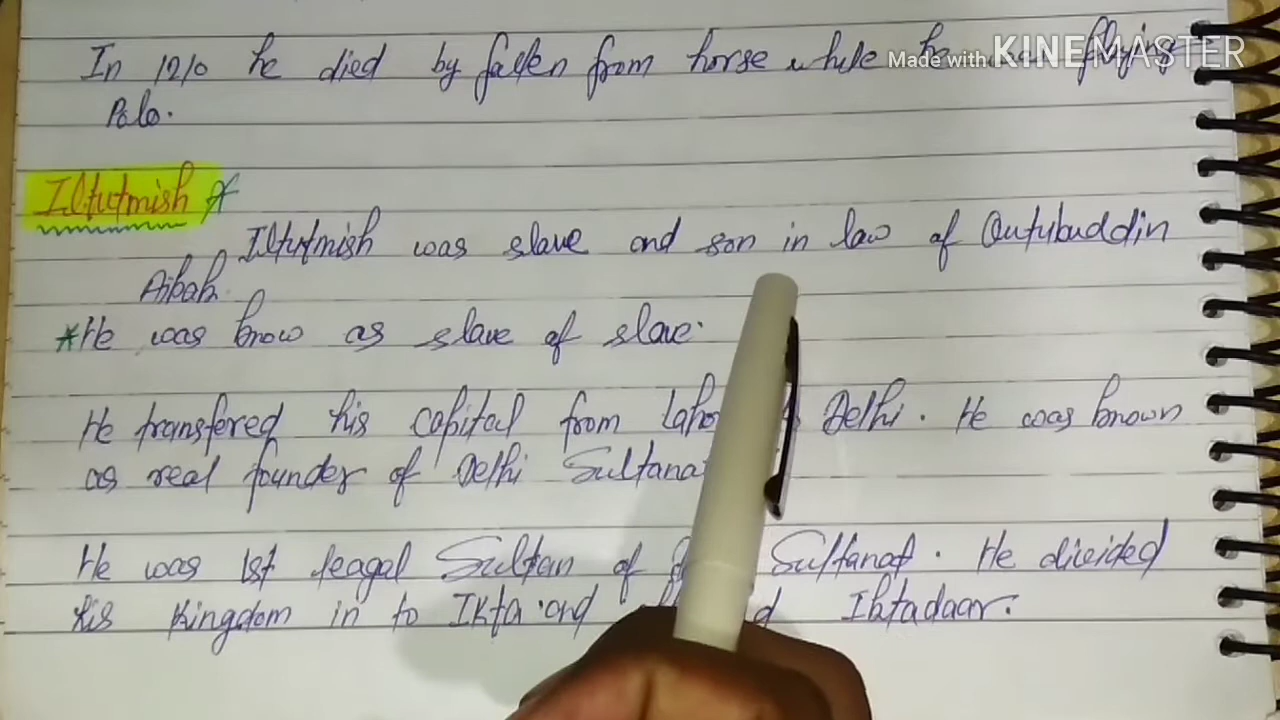 In 1210 he died by fallen from horse while he
Made with KINEMASTER
Polo.
Iltutmish
Iltutmish was slave and son in law of Qutubuddin
Aibak.
*He was know as slave of slave.
He transfered his capital from Delhi. He was known
as real founder of Delhi
He was 1st leagal Sultan of Sultanat. He divided
his Kingdom in to Ikta and Iktadaar.